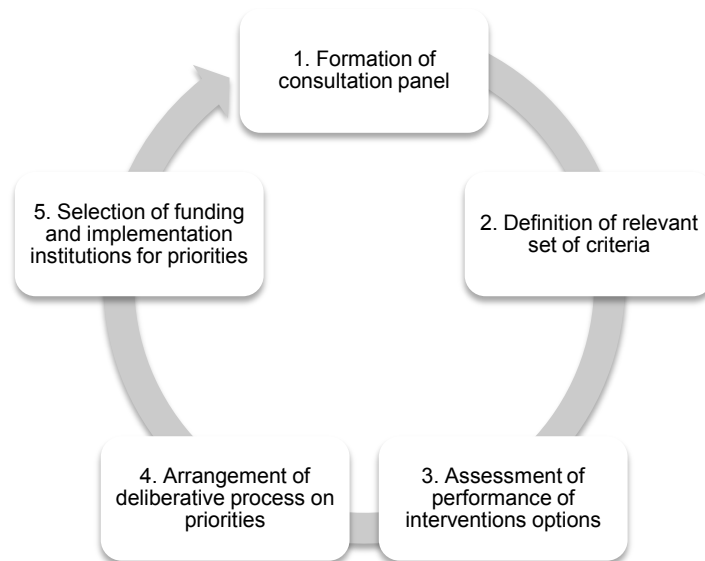 1. Formation of
consultation panel
2. Definition of relevant
set of criteria
3. Assessment of
performance of
interventions options
4. Arrangement of
deliberative process on
priorities
5. Selection of funding
and implementation
institutions for priorities